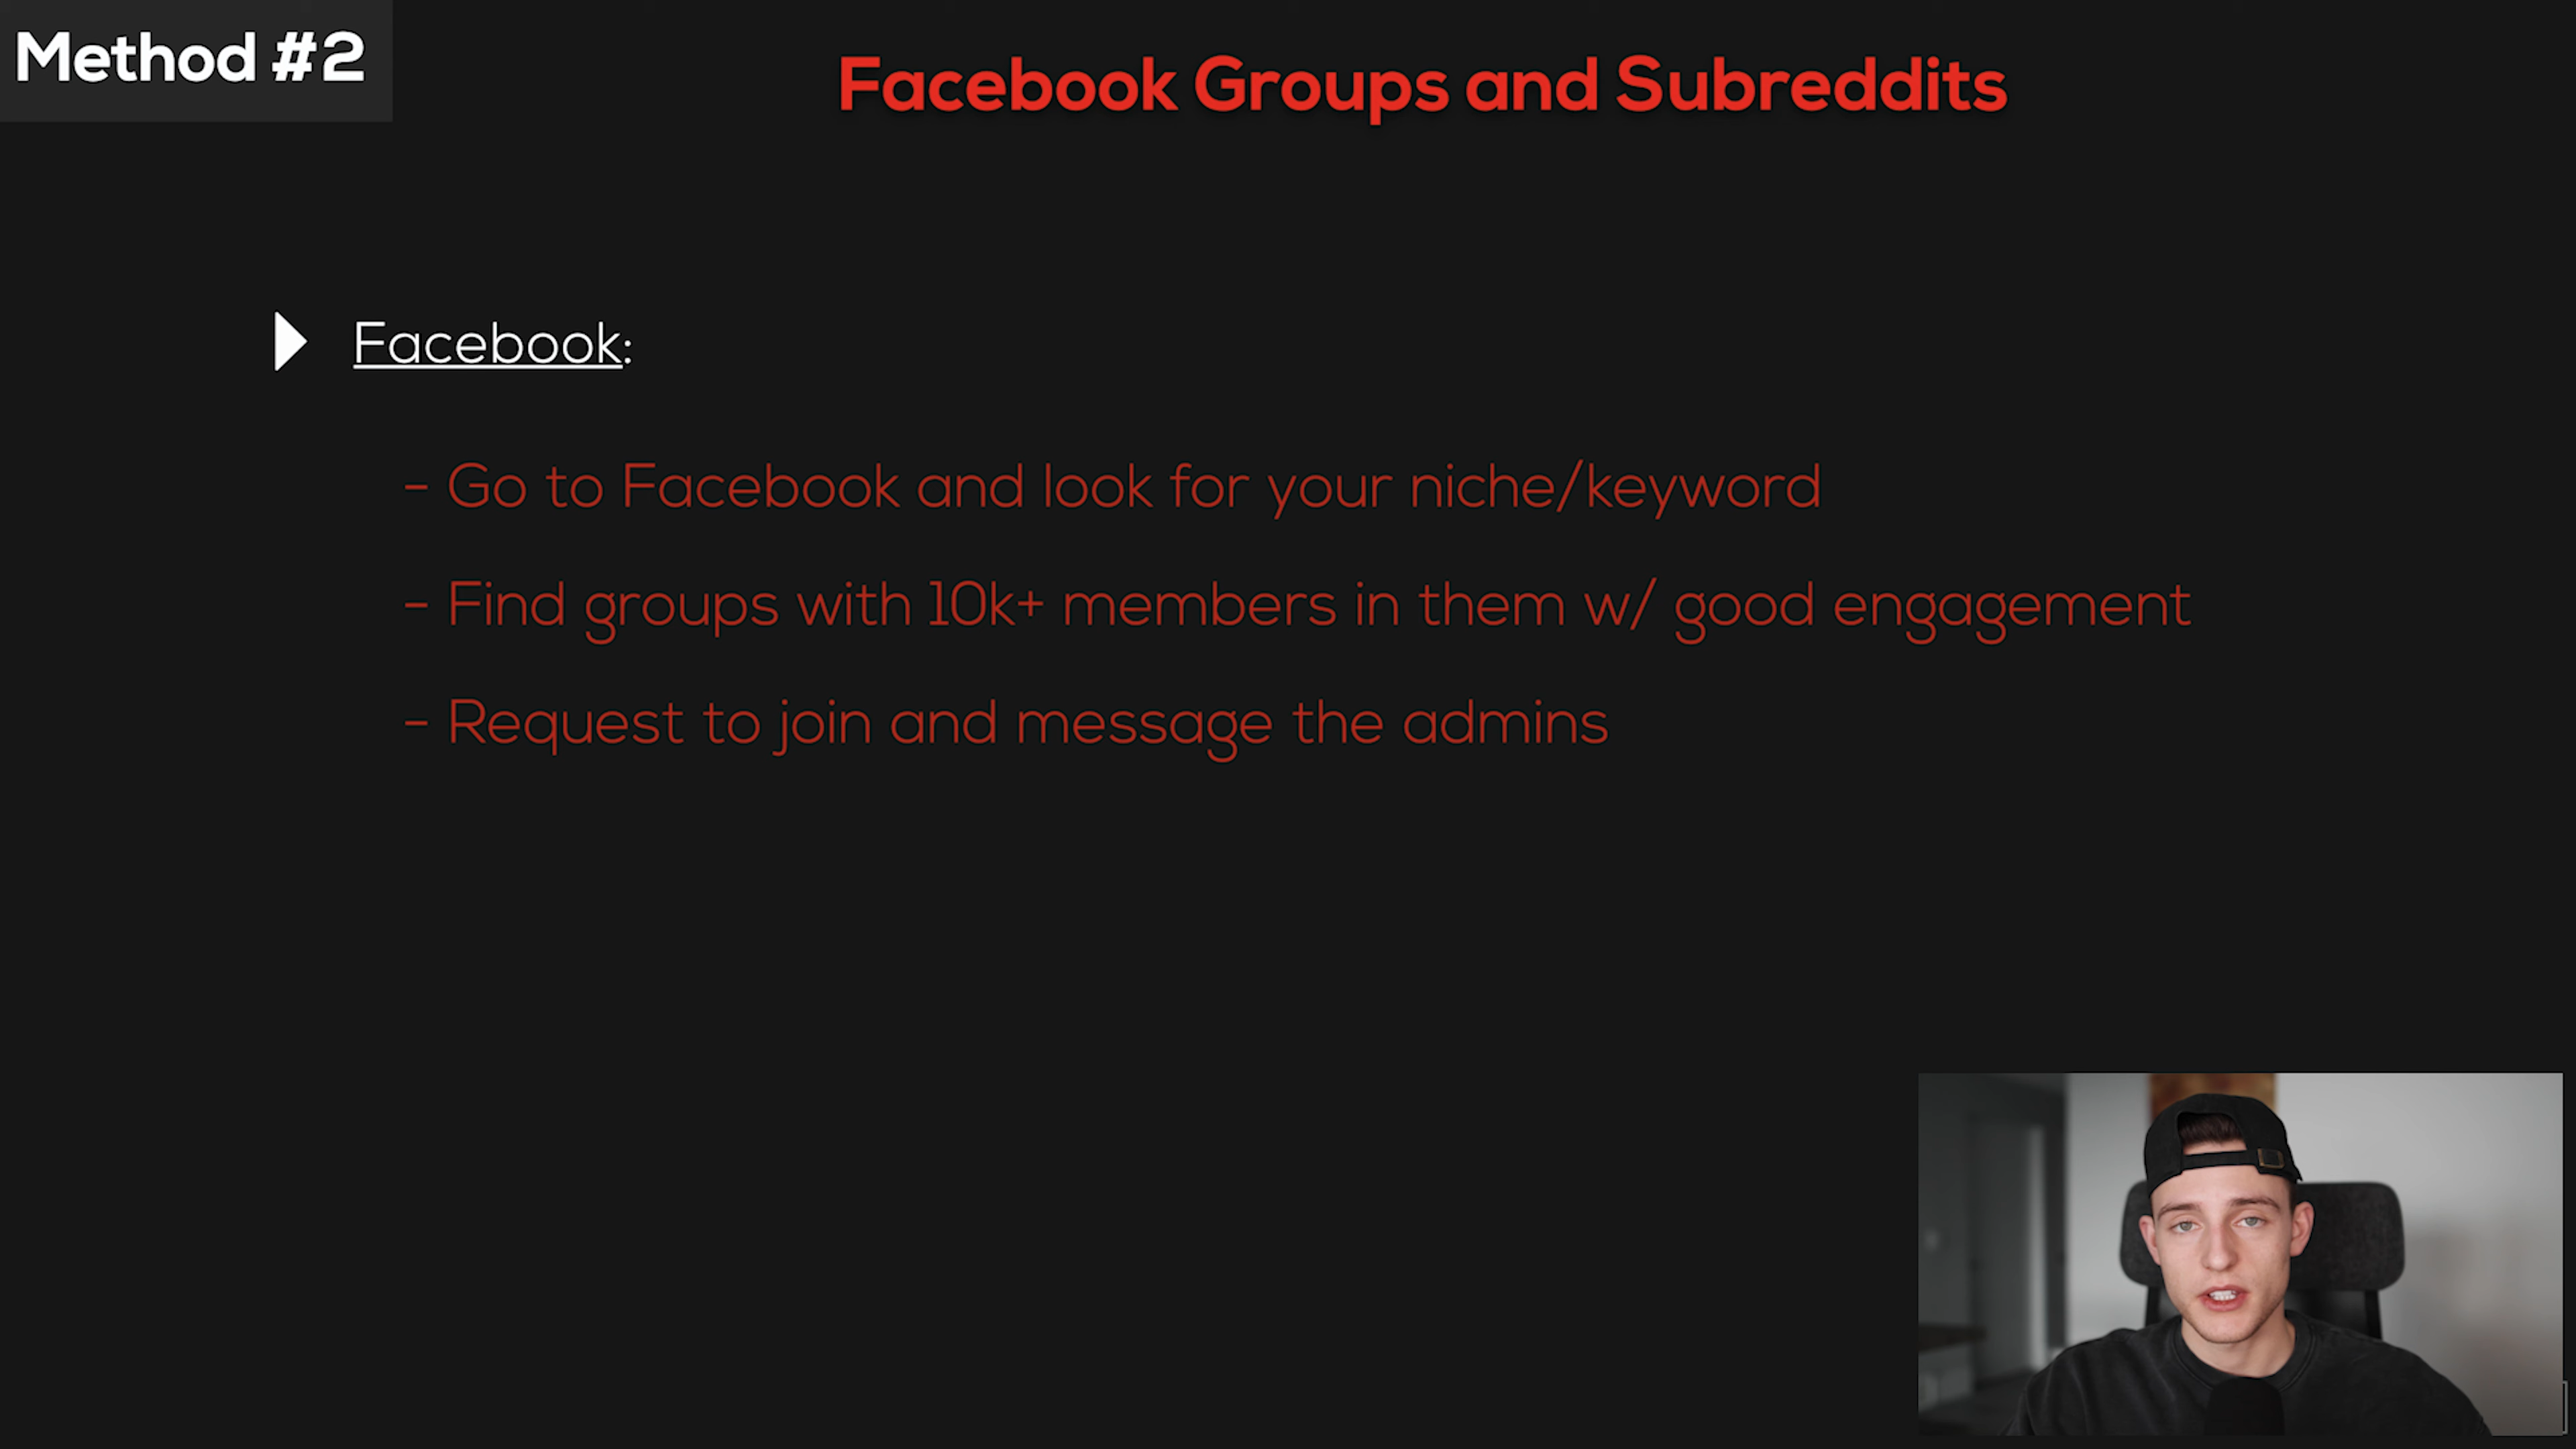 Method #2
Facebook Groups and Subreddits
Facebook:
- Go to Facebook and look for your niche/keyword
- Find groups with 10k+ members in them w/ good engagement
- Request to join and message the admins